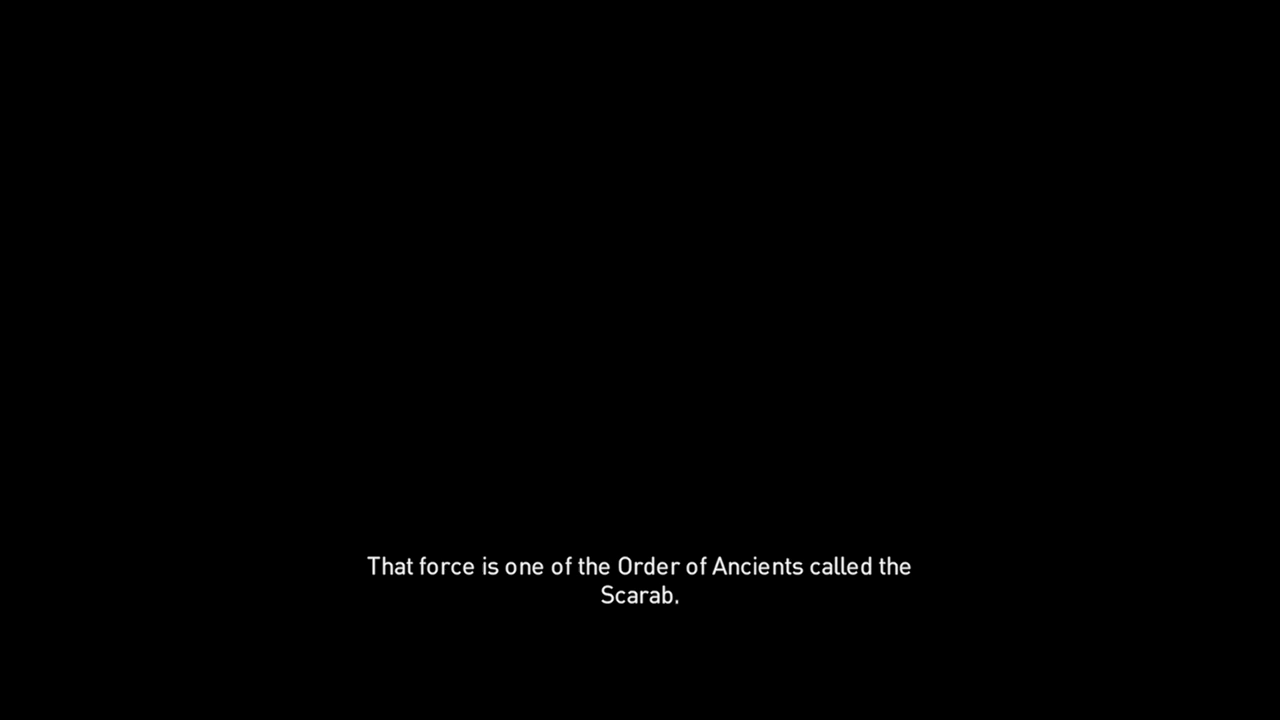 That force is one of the Order of Ancients called the
Scarab.